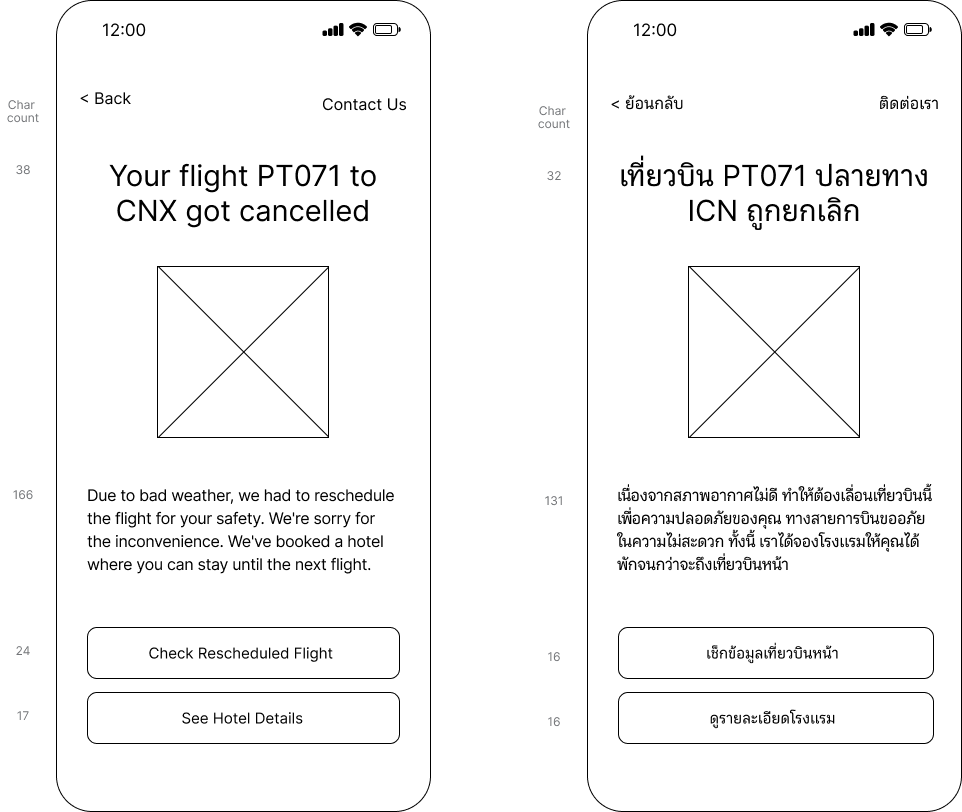 12:00
< Back
Contact Us
Char
count
38
Your flight PT071 to
CNX got cancelled
166
Due to bad weather, we had to reschedule
the flight for your safety. We're sorry for
the inconvenience. We've booked a hotel
where you can stay until the next flight.
24
Check Rescheduled Flight
17
See Hotel Details
12:00
< ย้อนกลับ
ติดต่อเรา
Char
count
32
เที่ยวบิน PT071 ปลายทาง
ICN ถูกยกเลิก
131
เนื่องจากสภาพอากาศไม่ดี ทำให้ต้องเลื่อนเที่ยวบินนี้
เพื่อความปลอดภัยของคุณ ทางสายการบินขออภัย
ในความไม่สะดวก ทั้งนี้ เราได้จองโรงแรมให้คุณได้
พักจนกว่าจะถึงเที่ยวบินหน้า
16
เช็กข้อมูลเที่ยวบินหน้า
16
ดูรายละเอียดโรงแรม